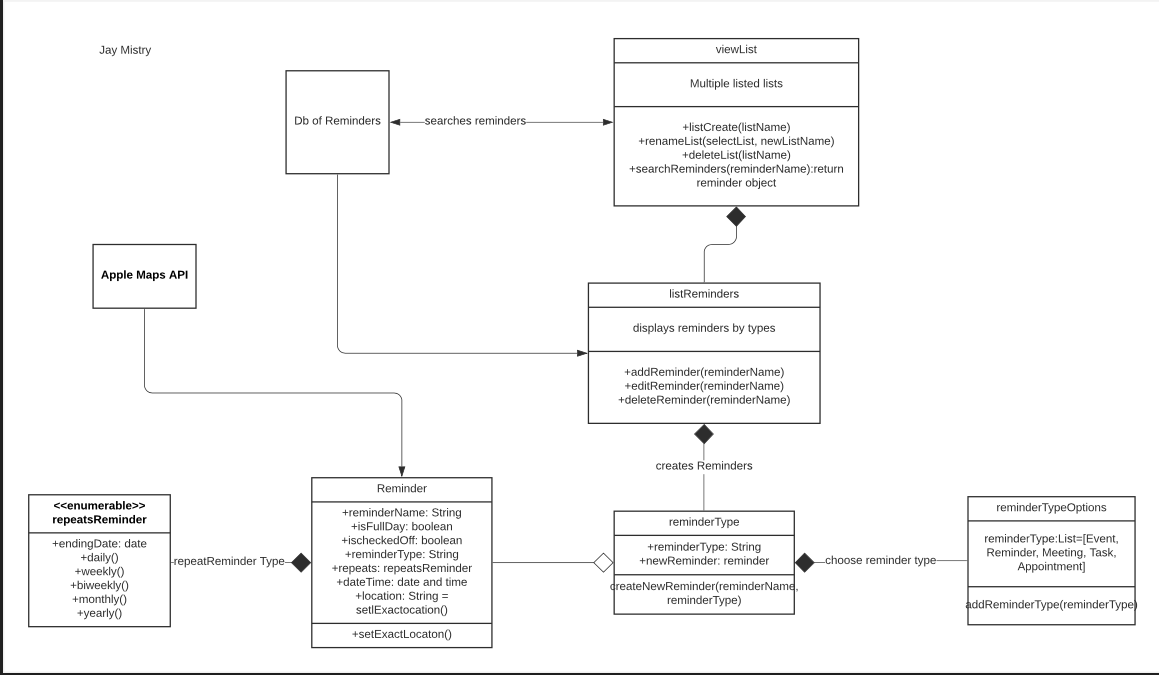 Jay Mistry
viewList
Multiple listed lists
+listCreate(listName)
+renameList(selectList, newListName)
+deleteList(listName)
+searchReminders(reminderName):return
reminder object
Db of Reminders
searches reminders
Apple Maps API
listReminders
displays reminders by types
+addReminder(reminderName)
+editReminder(reminderName)
+deleteReminder(reminderName)
creates Reminders
<<enumerable>>
repeatsReminder
+endingDate: date
+daily()
+weekly()
+biweekly()
+monthly()
+yearly()
repeatReminder Type
Reminder
+reminderName: String
+isFullDay: boolean
+ischeckedOff: boolean
+reminderType: String
+repeats: repeatsReminder
+dateTime: date and time
+location: String =
setlExactocation()
+setExactLocaton()
reminderType
+reminderType: String
+newReminder: reminder
createNewReminder(reminderName,
reminderType)
choose reminder type
reminderTypeOptions
reminderType:List=[Event,
Reminder, Meeting, Task,
Appointment]
addReminderType(reminderType)